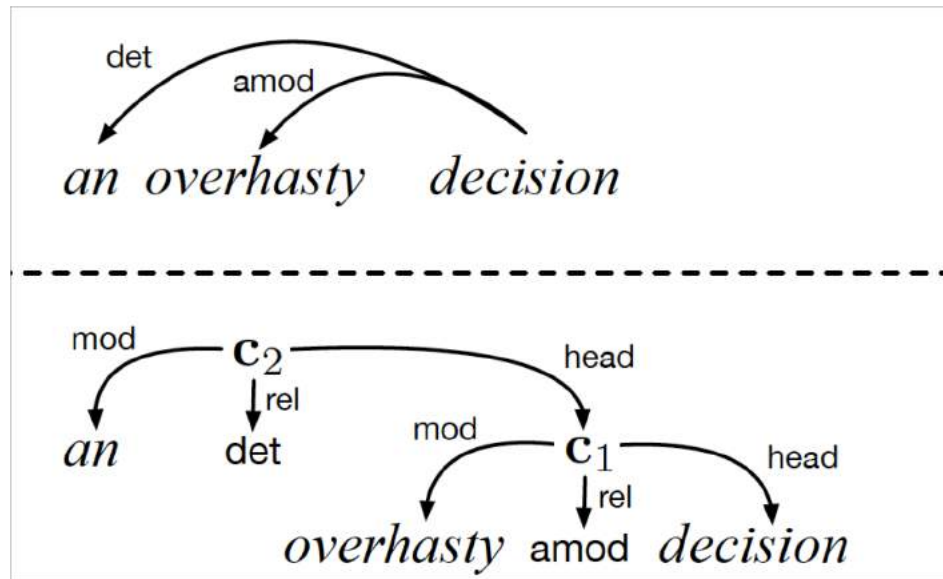 det
amod
an overhasty decision
mod c₂ head
rel
an det mod c₁ head
rel
overhasty amod decision